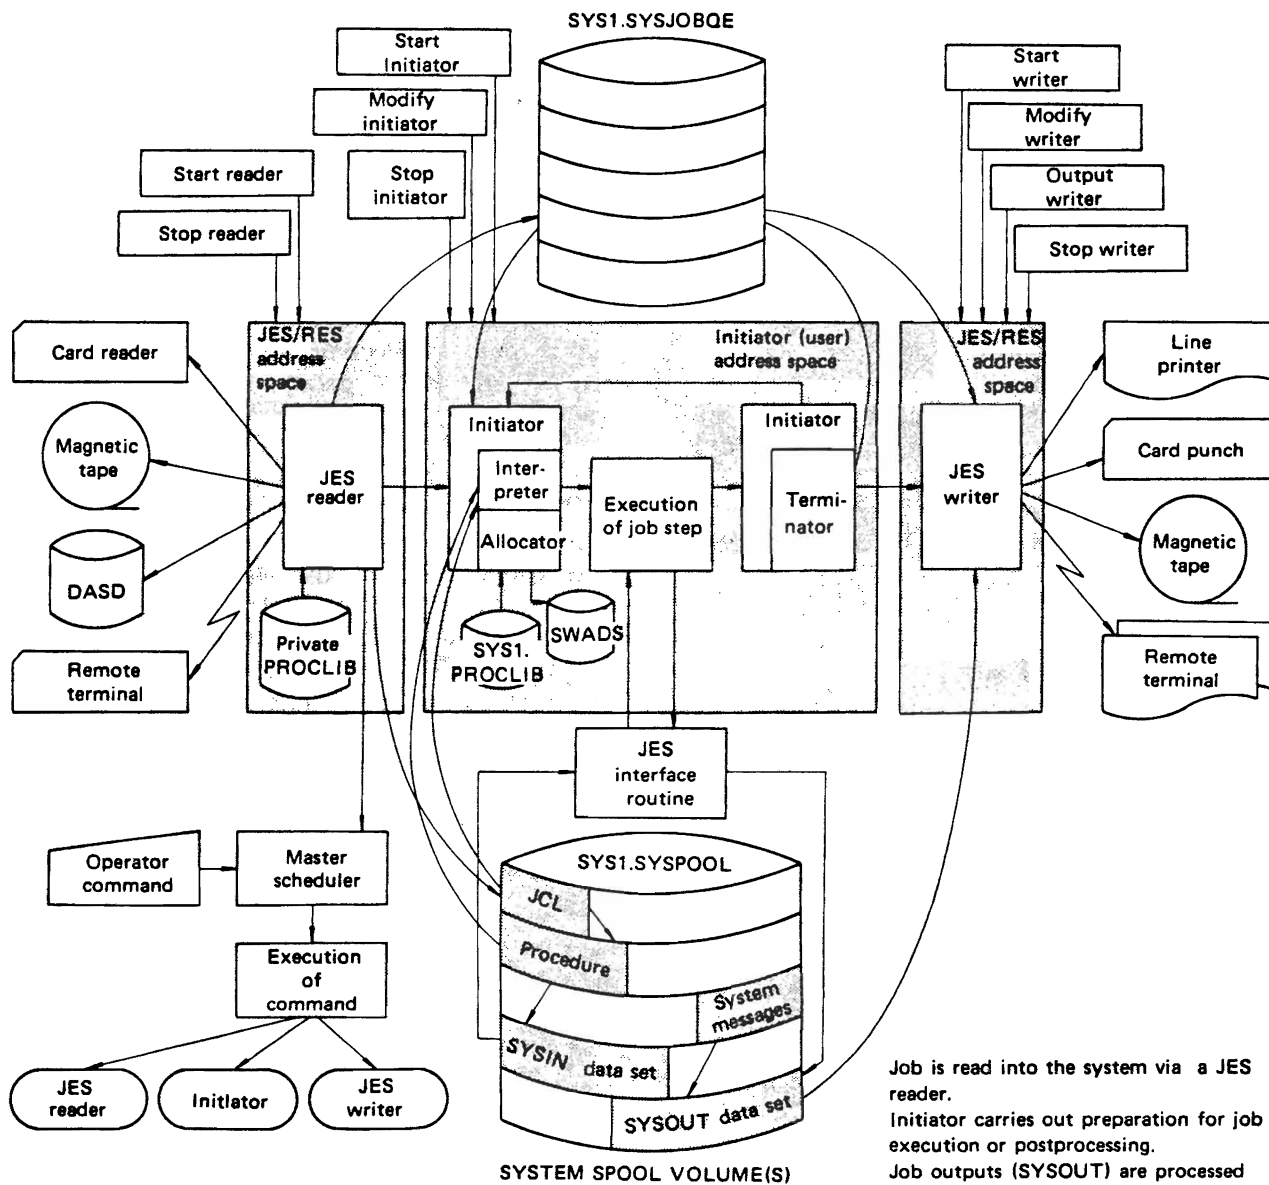 SYS1.SYSJOBQE
Start
Initiator
Modify
initiator
Stop
initiator
Start reader
Stop reader
Start
writer
Modify
writer
Output
writer
Stop writer
JES/RES
address
space
Initiator (user)
address space
JES/RES
address
space
Card reader
Magnetic
tape
DASD
Remote
terminal
JES
reader
Private
PROCLIB
Initiator
Inter-
preter
Allocator
SYS1.
PROCLIB
SWADS
Execution
of job step
Initiator
Termi-
nator
JES
writer
Line
printer
Card punch
Magnetic
tape
Remote
terminal
JES
interface
routine
Operator
command
Master
scheduler
Execution
of
command
JES
reader
Initiator
JES
writer
SYS1.SYSPOOL
JCL
Procedure
System
messages
SYSIN data set
SYSOUT data set
SYSTEM SPOOL VOLUME(S)
Job is read into the system via a JES
reader.
Initiator carries out preparation for job
execution or postprocessing.
Job outputs (SYSOUT) are processed